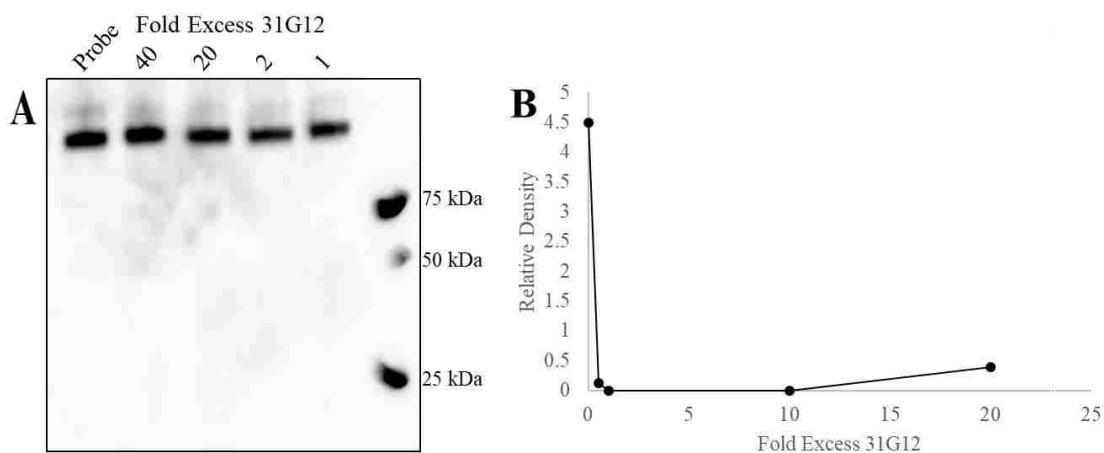 Fold Excess 31G12
Probe 40 20 2 1
A
75 kDa
50 kDa
25 kDa
B
5
4.5
4
3.5
3
2.5
2
1.5
1
0.5
0
Relative Density
0 5 10 15 20 25
Fold Excess 31G12